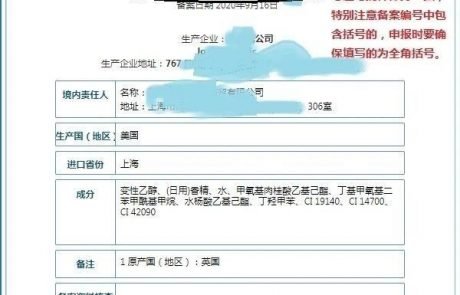 备案日期 2020年9月16日
特别注意备案编号中包
含括号的，申报时要确
保填写的为全角括号。
生产企业：
公司
生产企业地址：767
境内责任人
名称：
有限公司
地址：上海
306室
生产国（地区）
美国
进口省份
上海
成分
变性乙醇、(日用)香精、水、甲氧基肉桂酸乙基己酯、丁基甲氧基二
苯甲酰基甲烷、水杨酸乙基己酯、丁羟甲苯、CI 19140、CI 14700、
CI 42090
备注
1 原产国（地区）：英国